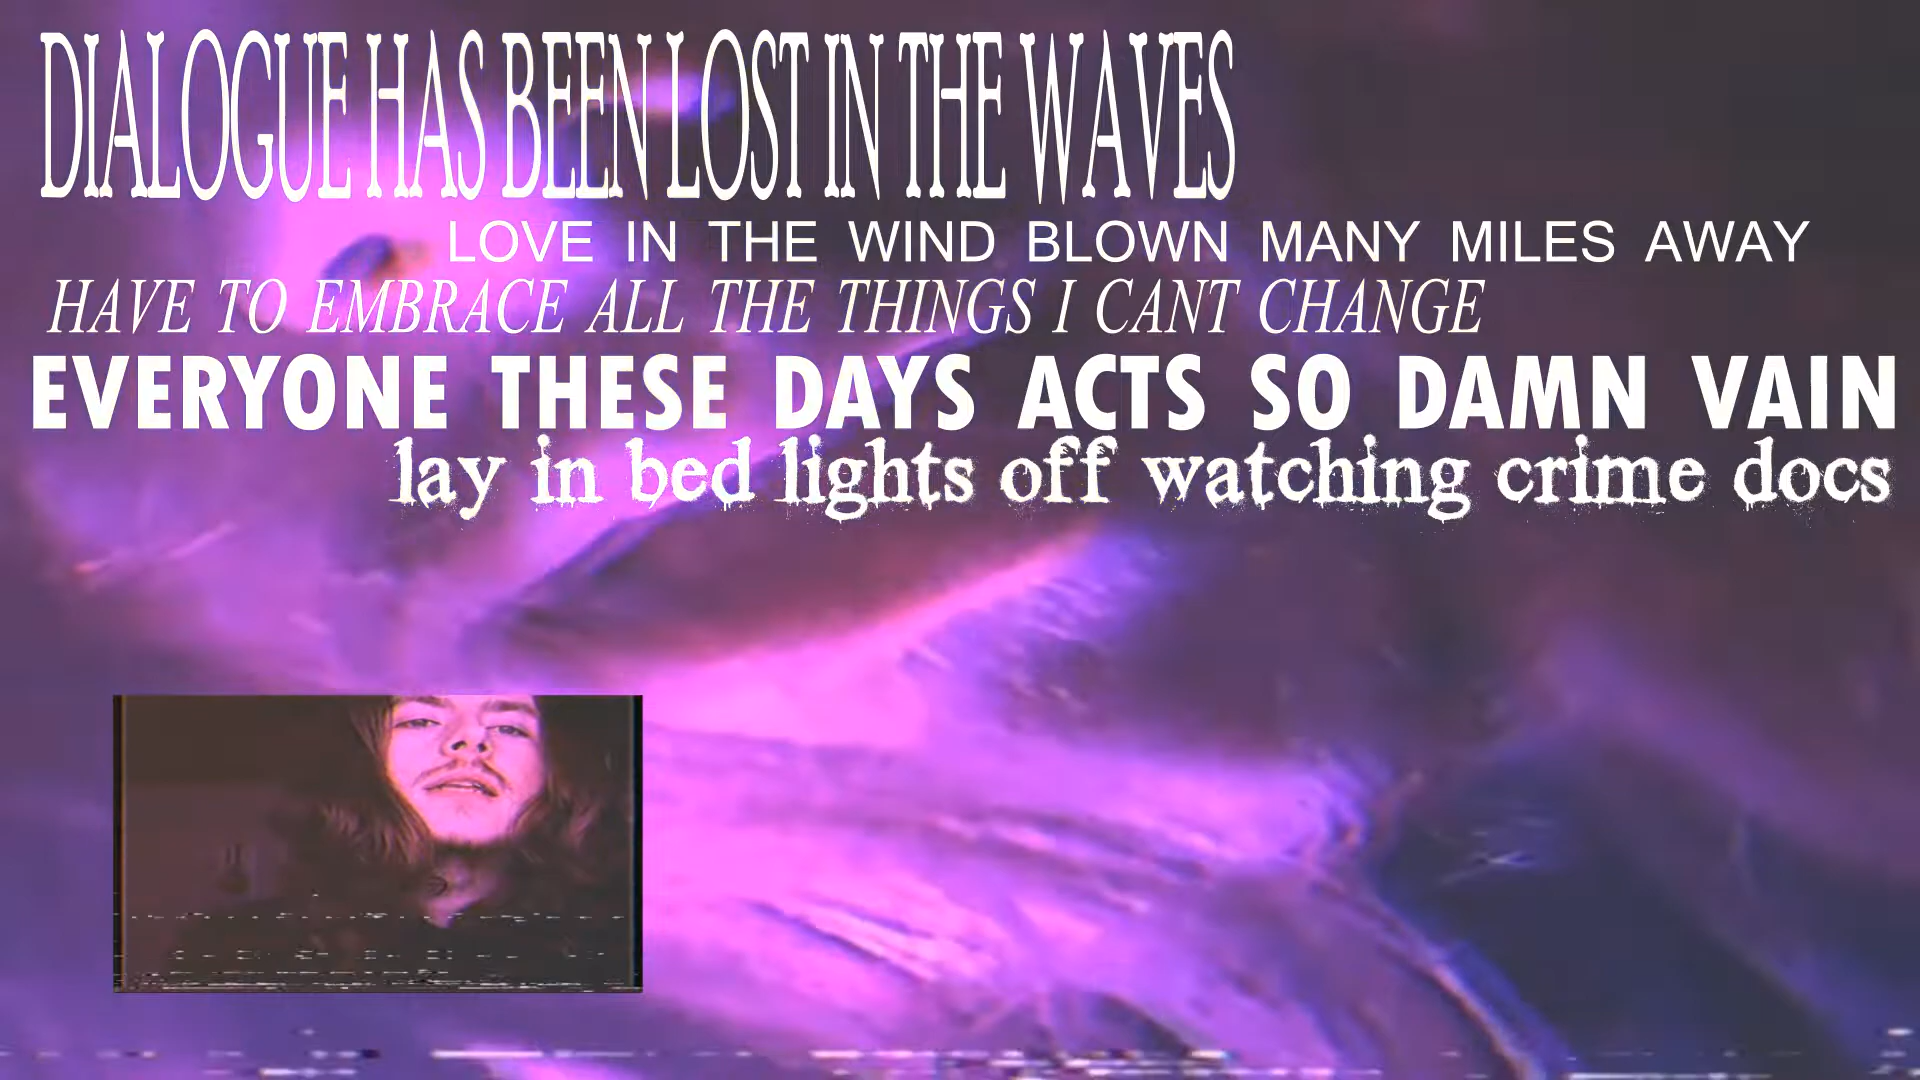 DIALOGUE HAS BEEN LOST IN THE WAVES
LOVE IN THE WIND BLOWN MANY MILES AWAY
HAVE TO EMBRACE ALL THE THINGS I CANT CHANGE
EVERYONE THESE DAYS ACTS SO DAMN VAIN
lay in bed lights off watching crime docs